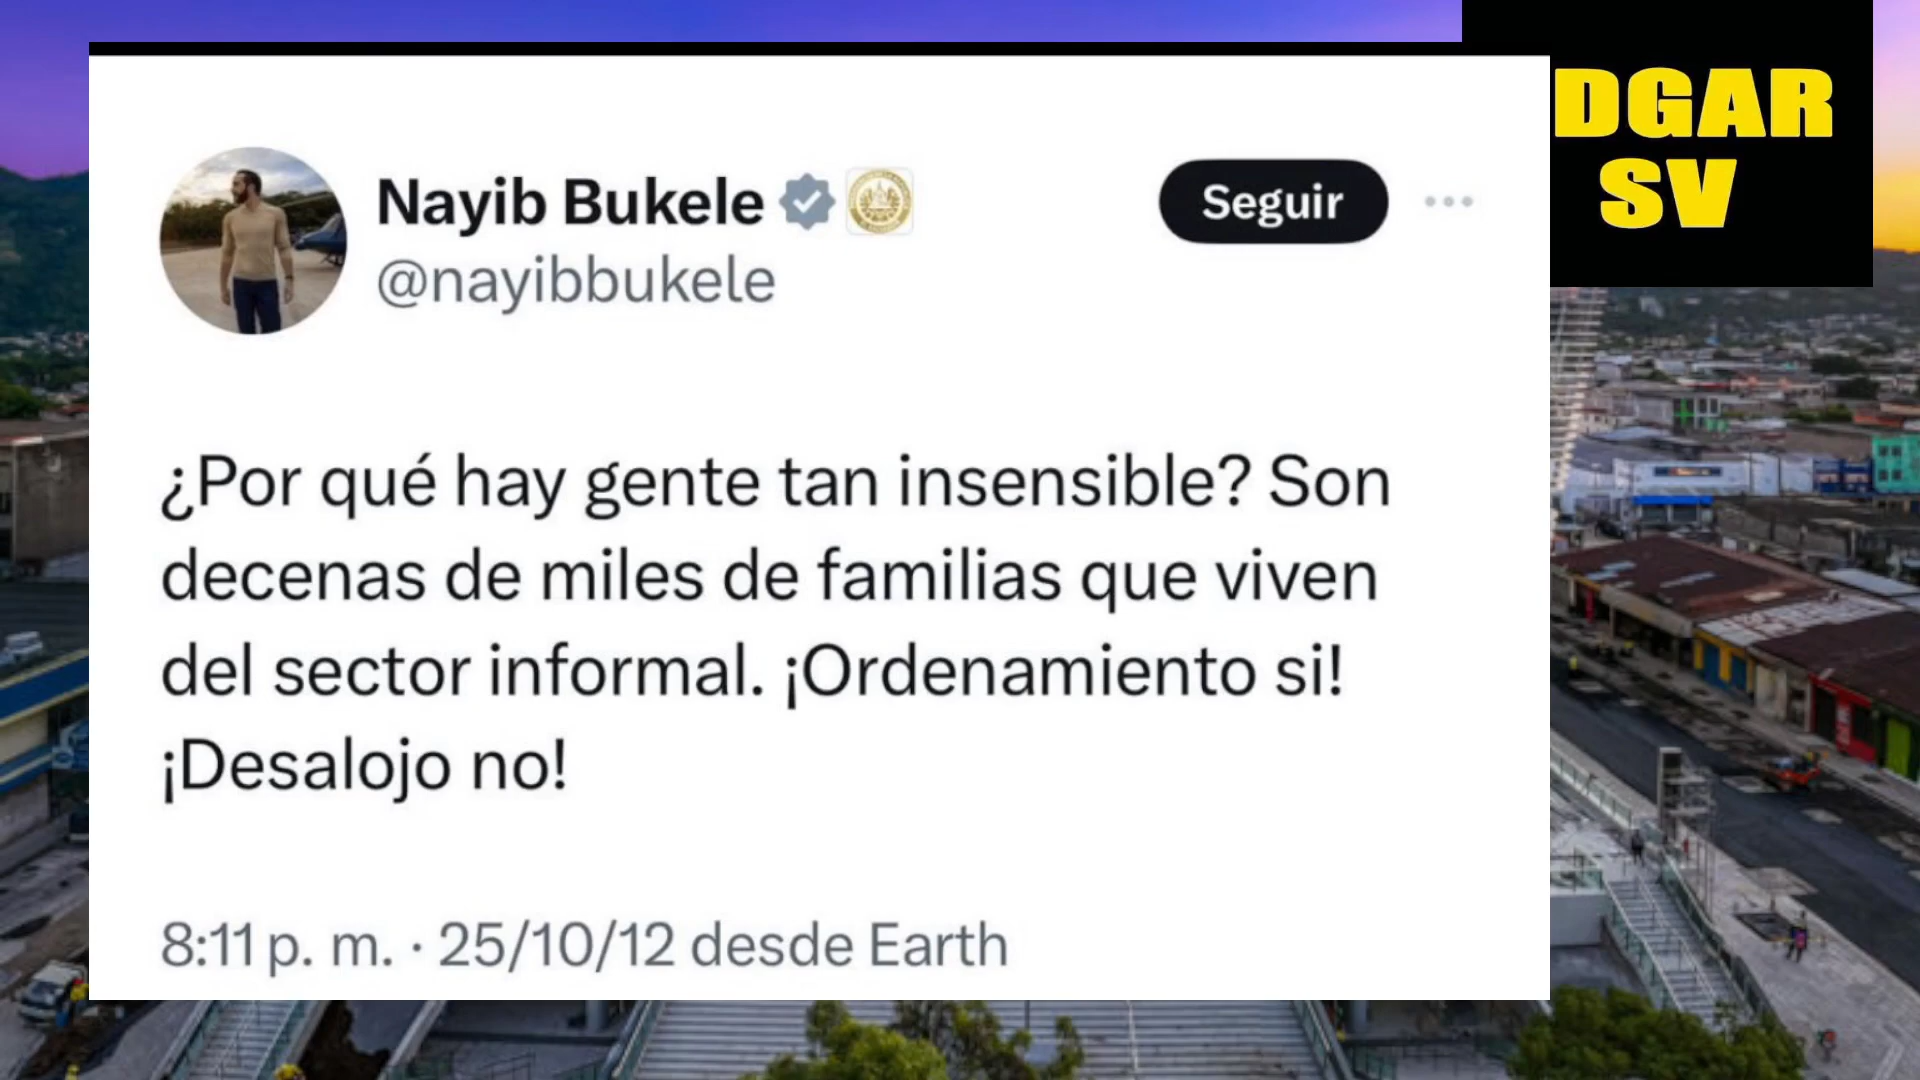 DGAR
SV
Nayib Bukele
Seguir
@nayibbukele
¿Por qué hay gente tan insensible? Son
decenas de miles de familias que viven
del sector informal. ¡Ordenamiento si!
¡Desalojo no!
8:11 p. m. · 25/10/12 desde Earth